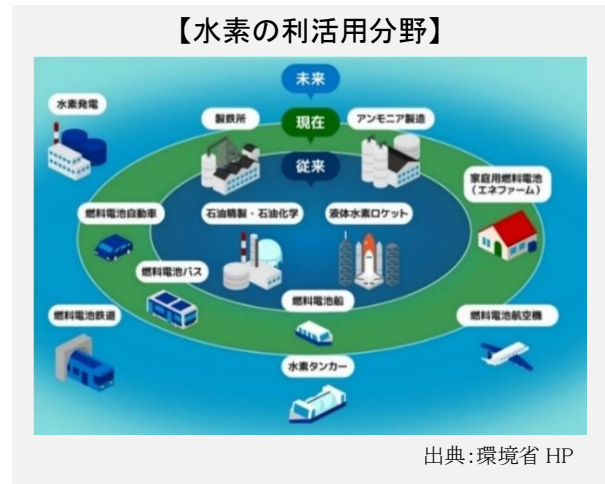 【水素の利活用分野】
未来
水素発電
製鉄所
現在
アンモニア製造
従来
家庭用燃料電池
(エネファーム)
燃料電池自動車
石油精製・石油化学
液体水素ロケット
燃料電池バス
燃料電池船
燃料電池鉄道
燃料電池航空機
水素タンカー
出典:環境省 HP